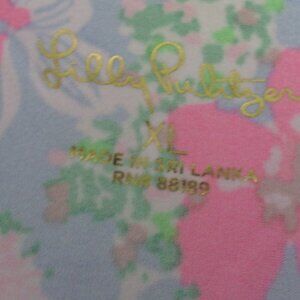 Lilly Pulitzer
XL
MADE IN SRI LANKA
RN# 88189